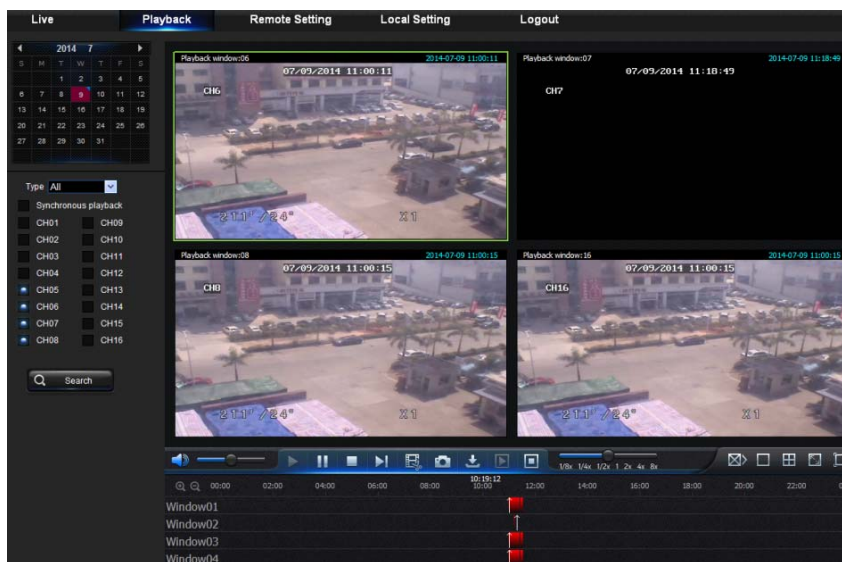 Live Playback Remote Setting Local Setting Logout
2014 7
S M T W T F S
1 2 3 4 5
6 7 8 9 10 11 12
13 14 15 16 17 18 19
20 21 22 23 24 25 26
27 28 29 30 31
Type All
Synchronous playback
CH01 CH09
CH02 CH10
CH03 CH11
CH04 CH12
CH05 CH13
CH06 CH14
CH07 CH15
CH08 CH16
Search
Playback window:06 2014-07-09 11:00:11
07/09/2014 11:00:11
CH6
211° /24° X1
Playback window:07 2014-07-09 11:18:49
07/09/2014 11:18:49
CH7
Playback window:08 2014-07-09 11:00:15
07/09/2014 11:00:15
CH8
211° /24° X1
Playback window:16 2014-07-09 11:00:15
07/09/2014 11:00:15
CH16
211° /24° X1
1/8x 1/4x 1/2x 1 2x 4x 8x
10:19:12
00:00 02:00 04:00 06:00 08:00 10:00 12:00 14:00 16:00 18:00 20:00 22:00
Window01
Window02
Window03
Window04